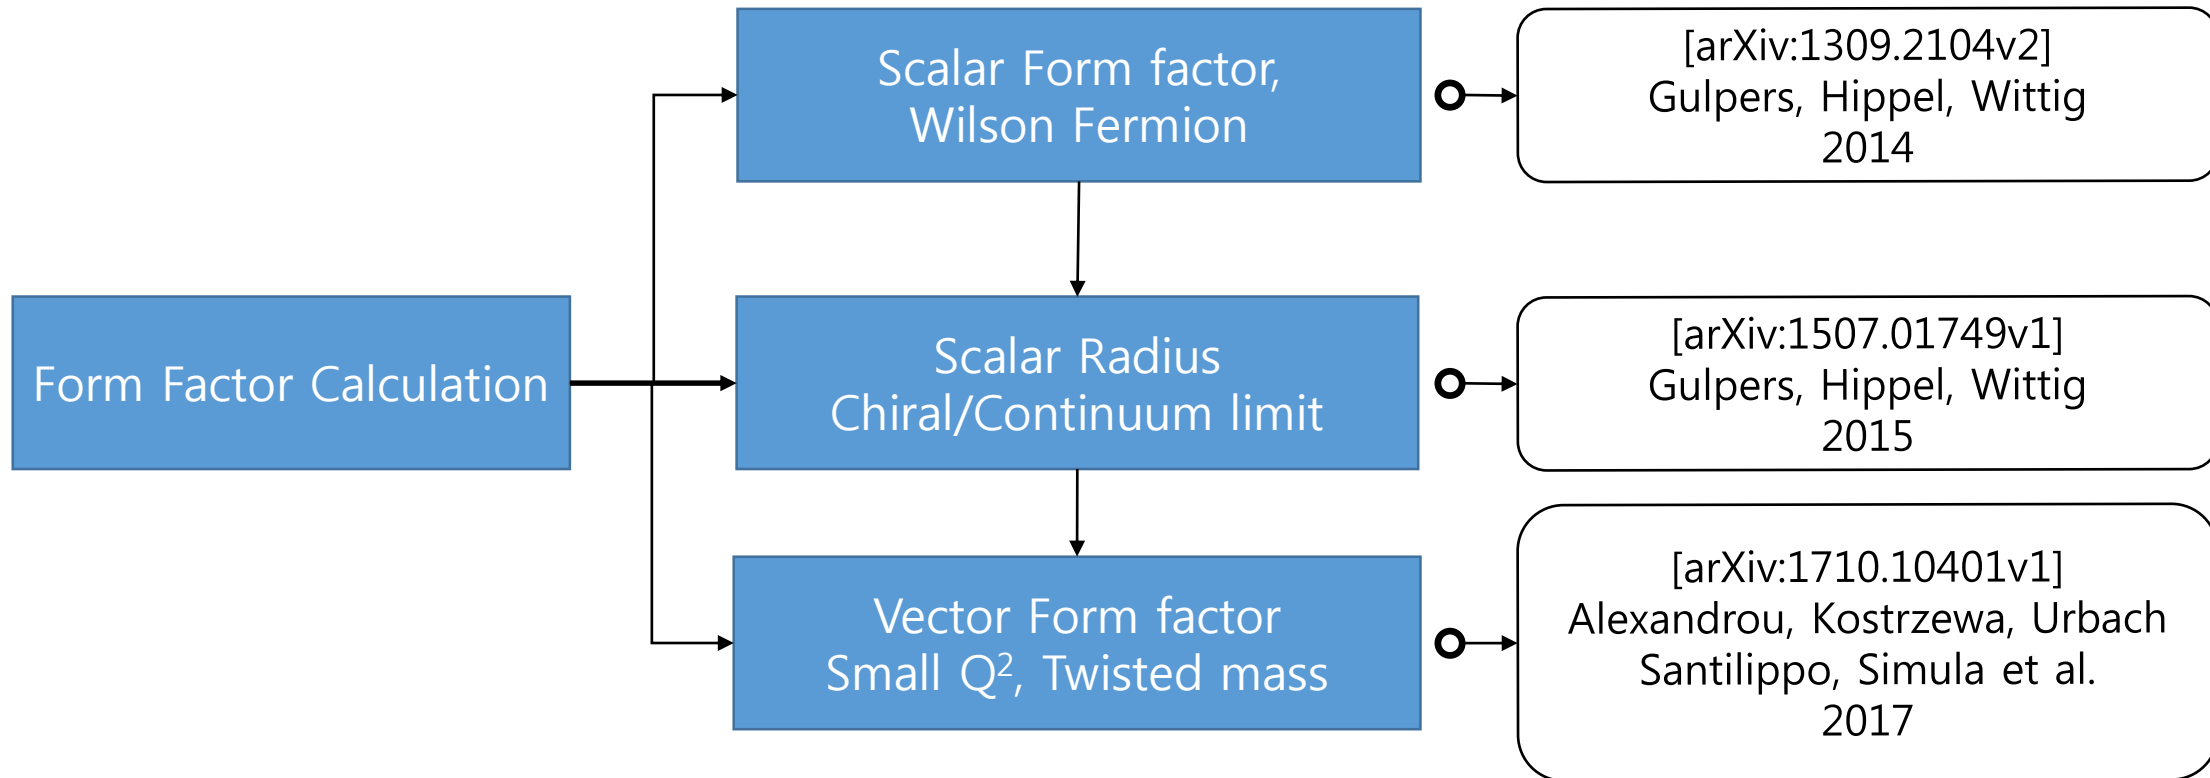 Form Factor Calculation
Scalar Form factor,
Wilson Fermion
[arXiv:1309.2104v2]
Gulpers, Hippel, Wittig
2014
Scalar Radius
Chiral/Continuum limit
[arXiv:1507.01749v1]
Gulpers, Hippel, Wittig
2015
Vector Form factor
Small Q², Twisted mass
[arXiv:1710.10401v1]
Alexandrou, Kostrzewa, Urbach
Santilippo, Simula et al.
2017